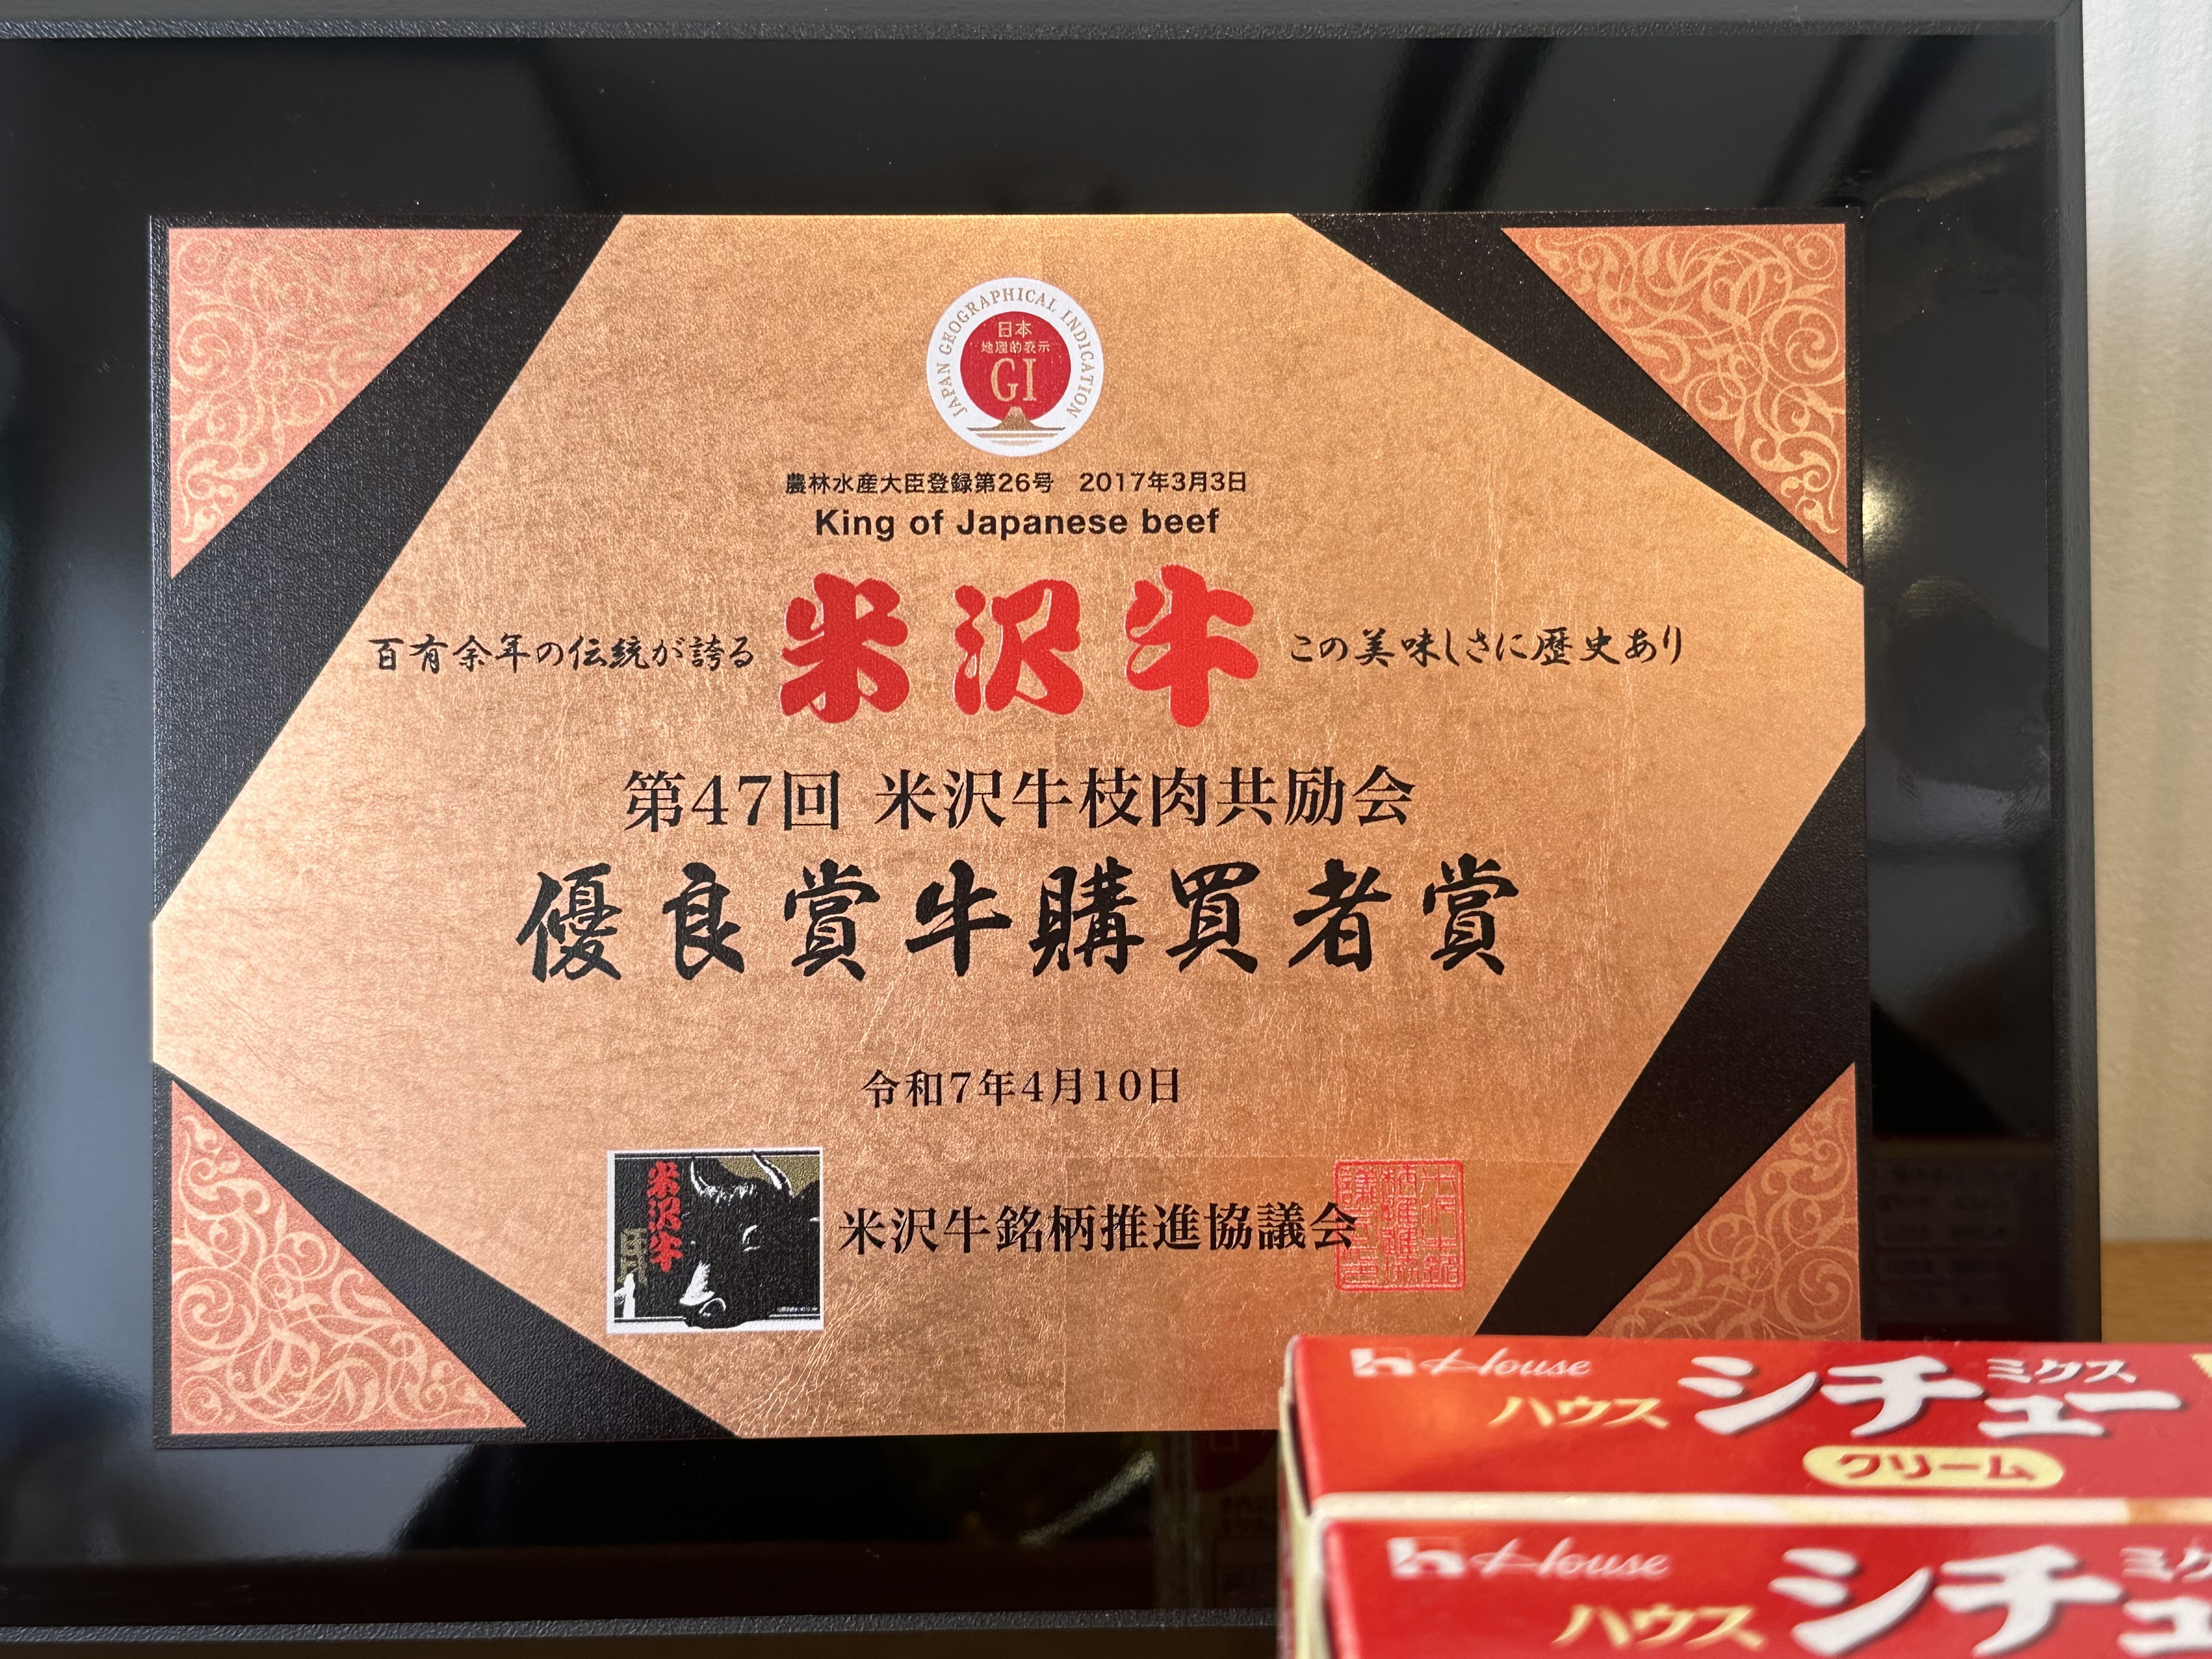 JAPAN GEOGRAPHICAL INDICATION
日本
地理的表示
GI
農林水産大臣登録第26号 2017年3月3日
King of Japanese beef
百有余年の伝統が誇る 米沢牛 この美味しさに歴史あり
第47回 米沢牛枝肉共励会
優良賞牛購買者賞
令和7年4月10日
米沢牛
米沢牛銘柄推進協議会
House
ハウス シチュー ミクス
クリーム
House
ハウス シチュ ミク